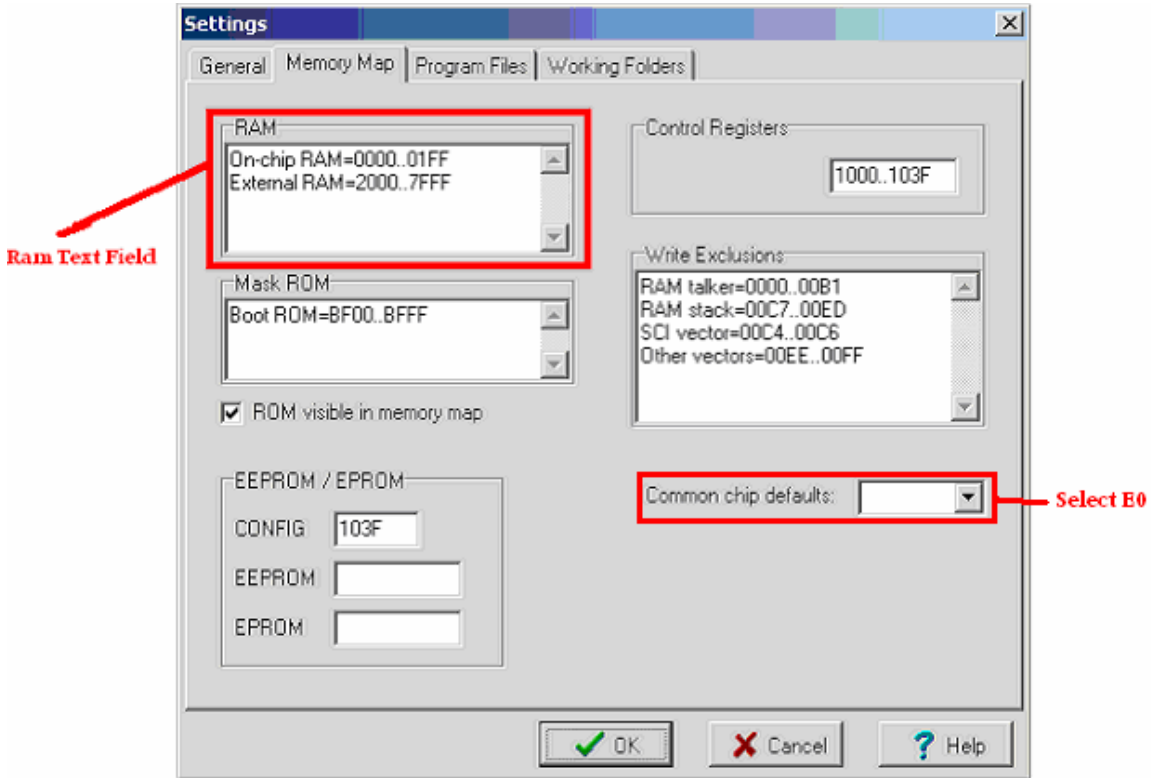 Settings
General
Memory Map
Program Files
Working Folders
RAM
On-chip RAM=0000..01FF
External RAM=2000..7FFF
Ram Text Field
Mask ROM
Boot ROM=BF00..BFFF
ROM visible in memory map
EEPROM / EPROM
CONFIG
103F
EEPROM
EPROM
Control Registers
1000..103F
Write Exclusions
RAM talker=0000..00B1
RAM stack=00C7..00ED
SCI vector=00C4..00C6
Other vectors=00EE..00FF
Common chip defaults:
Select E0
OK
Cancel
Help